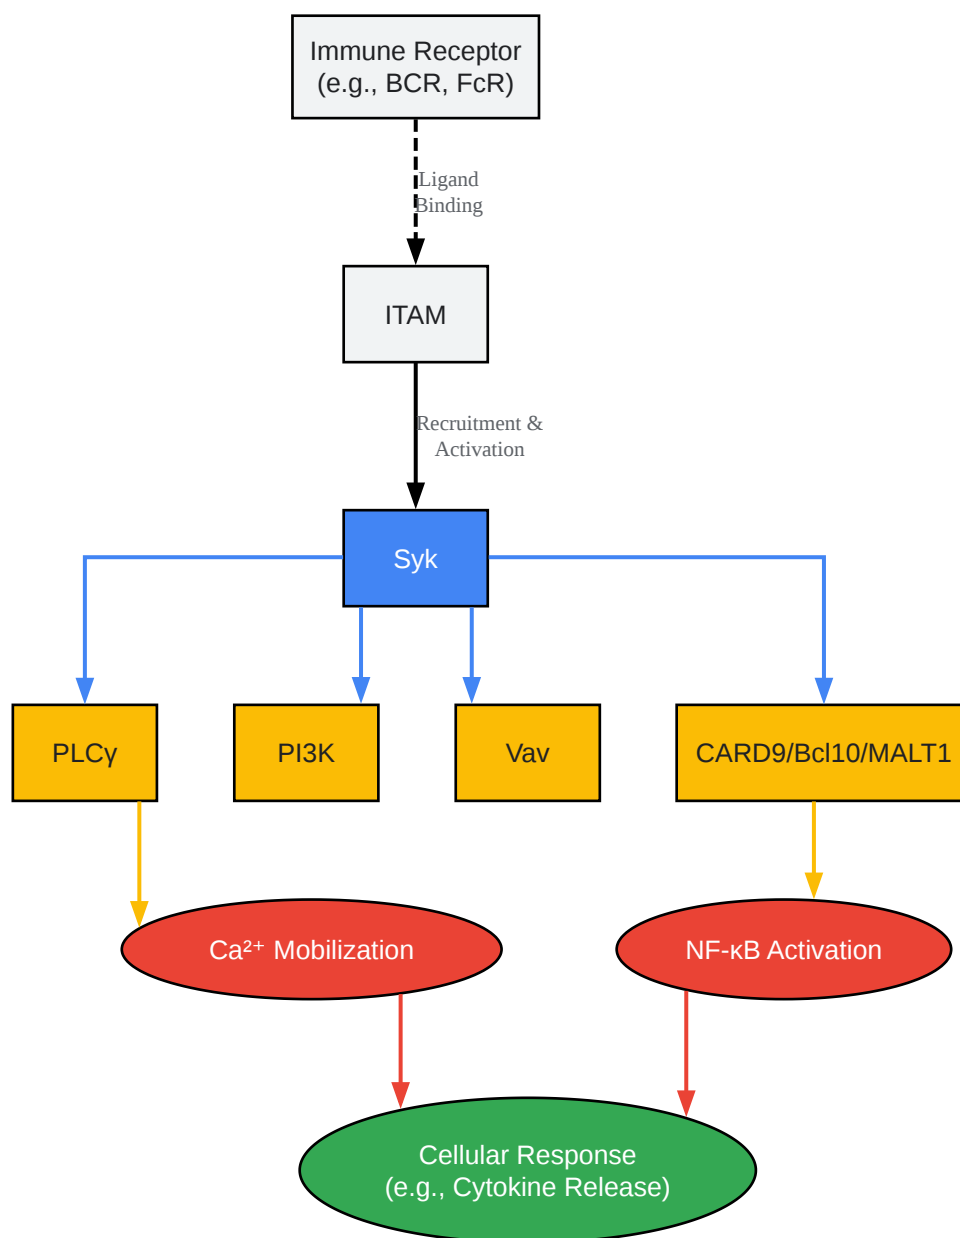 Immune Receptor
(e.g., BCR, FcR)
Ligand
Binding
ITAM
Recruitment &
Activation
Syk
PLCγ
PI3K
Vav
CARD9/Bcl10/MALT1
Ca²⁺ Mobilization
NF-κB Activation
Cellular Response
(e.g., Cytokine Release)